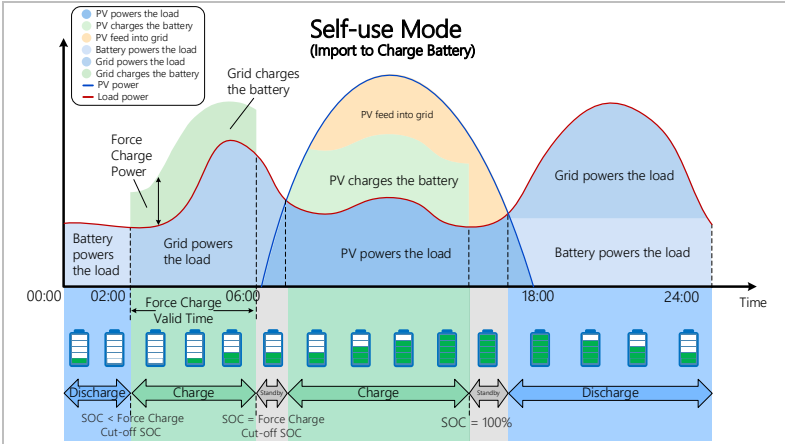 Self-use Mode
(Import to Charge Battery)
PV powers the load
PV charges the battery
PV feed into grid
Battery powers the load
Grid powers the load
Grid charges the battery
PV power
Load power
Grid charges
the battery
Force
Charge
Power
PV feed into grid
PV charges the battery
Grid powers the load
Battery
powers
the load
Grid powers
the load
PV powers the load
Battery powers the load
00:00
02:00
06:00
18:00
24:00
Time
Force Charge
Valid Time
Discharge
Charge
Standby
Charge
Standby
Discharge
SOC < Force Charge
Cut-off SOC
SOC = Force Charge
Cut-off SOC
SOC = 100%